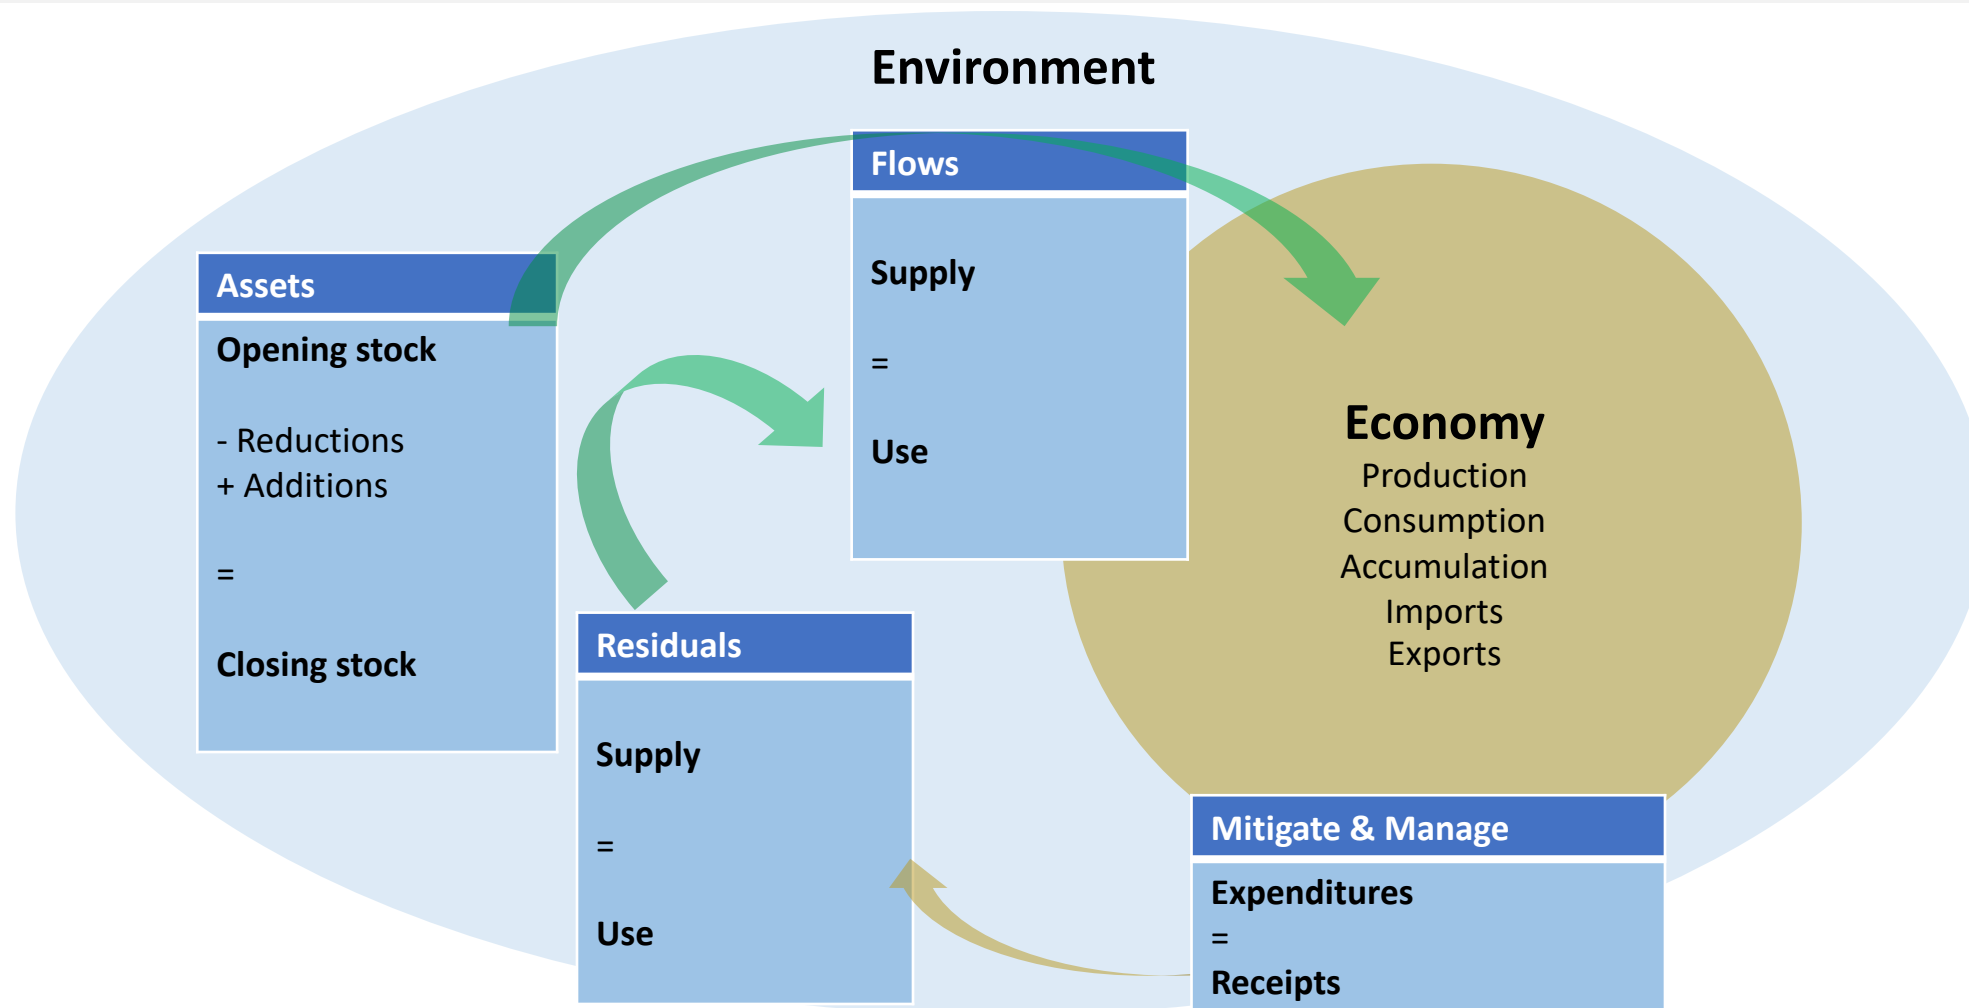 Environment
Flows
Supply
=
Use
Assets
Opening stock
- Reductions
+ Additions
=
Closing stock
Economy
Production
Consumption
Accumulation
Imports
Exports
Residuals
Supply
=
Use
Mitigate & Manage
Expenditures
=
Receipts